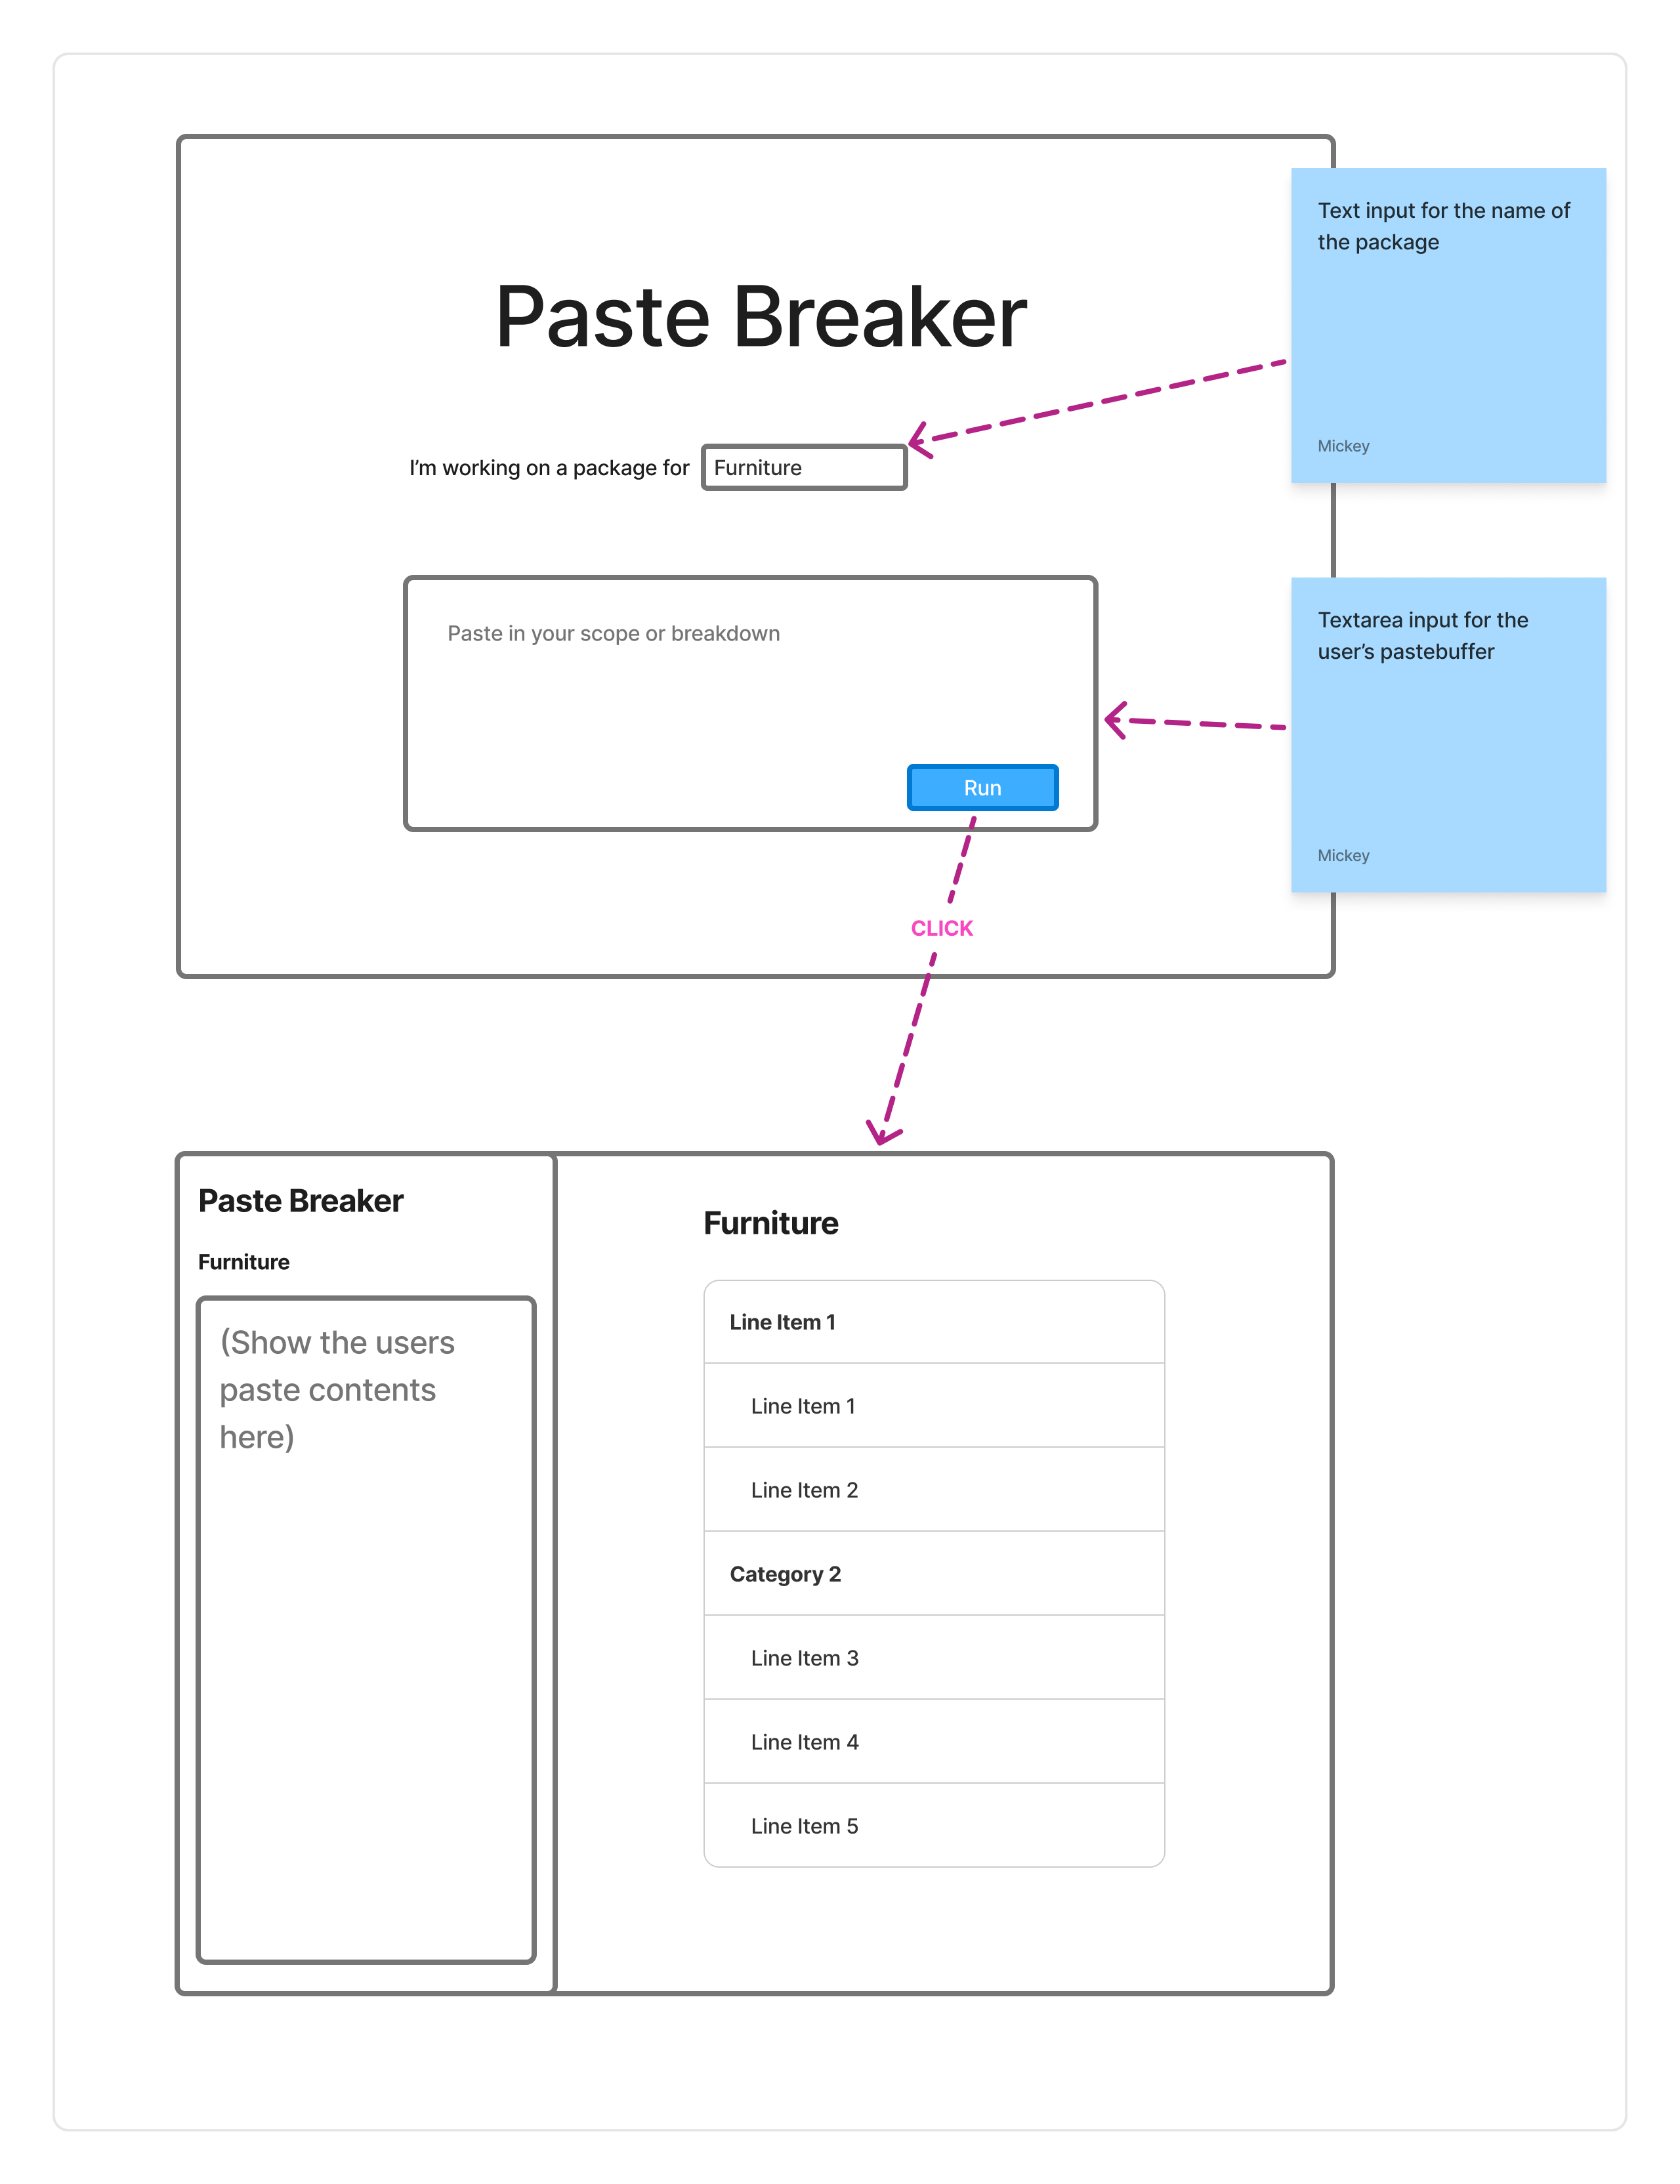 Paste Breaker
Text input for the name of
the package
Mickey
I’m working on a package for
Furniture
Paste in your scope or breakdown
Run
Textarea input for the
user’s pastebuffer
Mickey
CLICK
Paste Breaker
Furniture
(Show the users
paste contents
here)
Furniture
Line Item 1
Line Item 1
Line Item 2
Category 2
Line Item 3
Line Item 4
Line Item 5